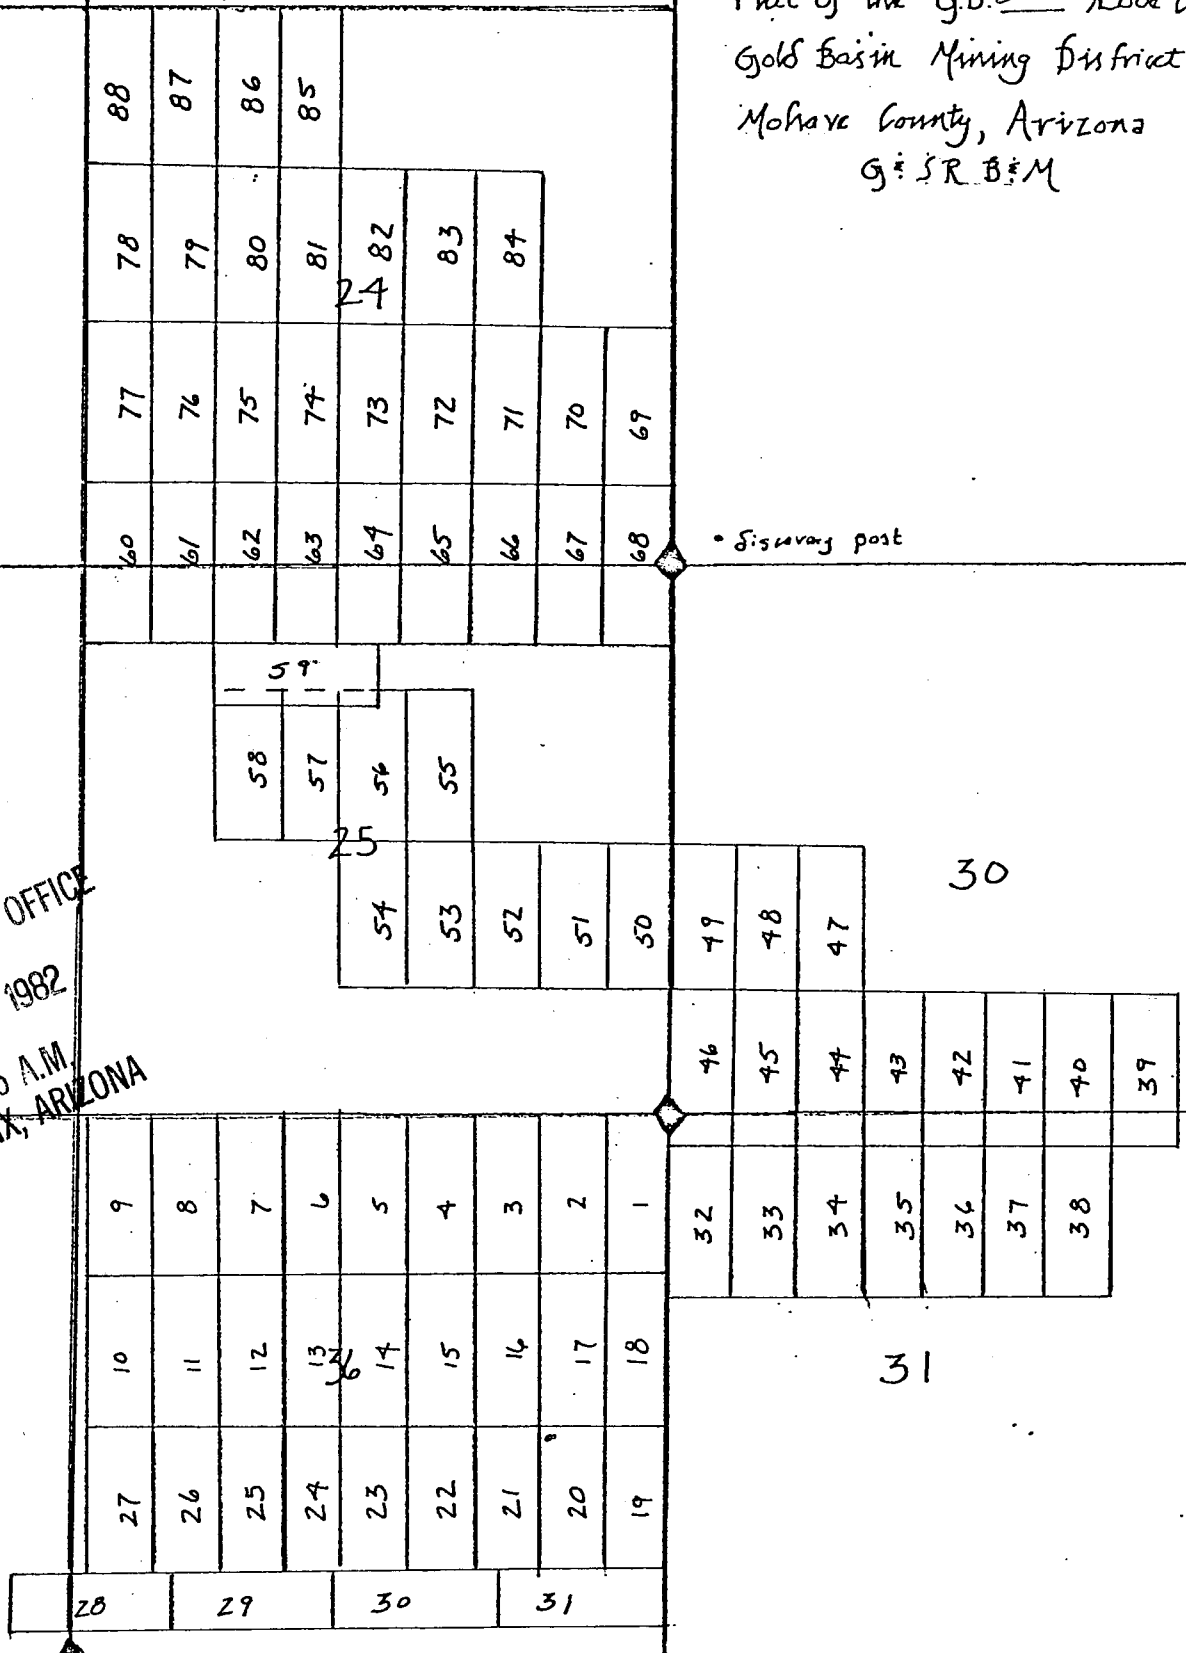 of the G.B.
Gold Basin Mining District
Mohave County, Arizona
G & S R B & M
88 87 86 85
78 79 80 81 82 83 84
24
77 76 75 74 73 72 71 70 69
60 61 62 63 64 65 66 67 68
• discovery post
59
58 57 56 55
25
30
54 53 52 51 50 49 48 47
OFFICE
1982
A.M.
ARIZONA
46 45 44 43 42 41 40 39
9 8 7 6 5 4 3 2 1
32 33 34 35 36 37 38
10 11 12 13 14 15 16 17 18
36
31
27 26 25 24 23 22 21 20 19
28 29 30 31